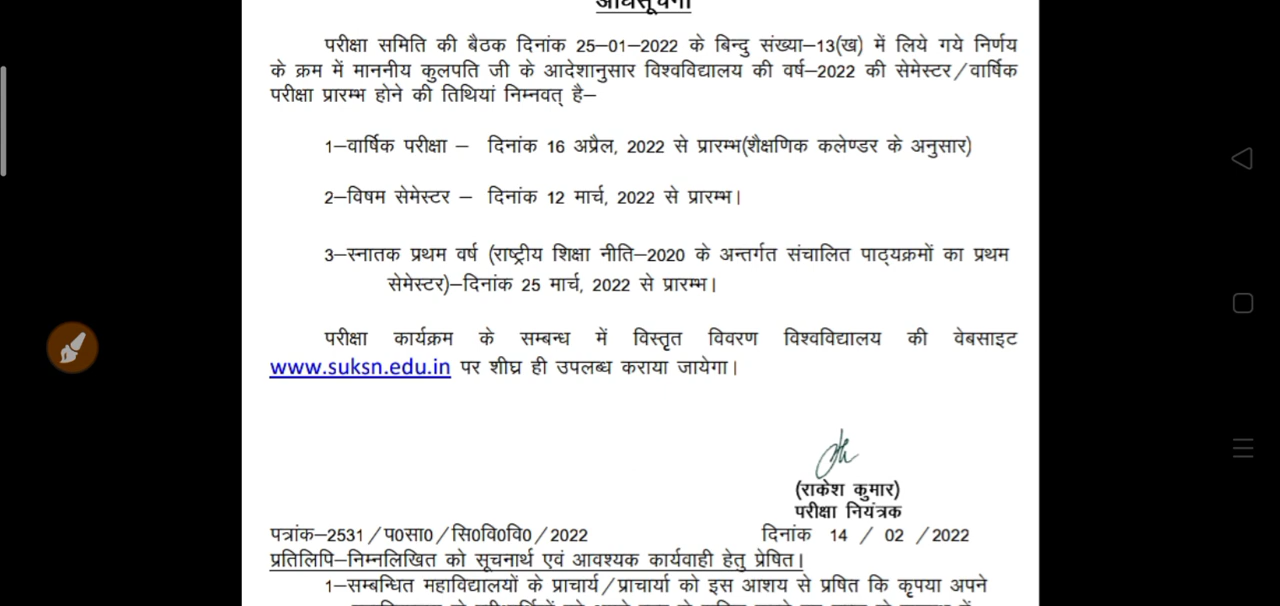 अधिसूचना
परीक्षा समिति की बैठक दिनांक 25–01–2022 के बिन्दु संख्या–13(ख) में लिये गये निर्णय
के क्रम में माननीय कुलपति जी के आदेशानुसार विश्वविद्यालय की वर्ष–2022 की सेमेस्टर/वार्षिक
परीक्षा प्रारम्भ होने की तिथियां निम्नवत् है–
1–वार्षिक परीक्षा – दिनांक 16 अप्रैल, 2022 से प्रारम्भ(शैक्षणिक कलेण्डर के अनुसार)
2–विषम सेमेस्टर – दिनांक 12 मार्च, 2022 से प्रारम्भ।
3–स्नातक प्रथम वर्ष (राष्ट्रीय शिक्षा नीति–2020 के अन्तर्गत संचालित पाठ्यक्रमों का प्रथम
सेमेस्टर)–दिनांक 25 मार्च, 2022 से प्रारम्भ।
परीक्षा कार्यक्रम के सम्बन्ध में विस्तृत विवरण विश्वविद्यालय की वेबसाइट
www.suksn.edu.in पर शीघ्र ही उपलब्ध कराया जायेगा।
(राकेश कुमार)
परीक्षा नियंत्रक
पत्रांक–2531/प0सा0/सि0वि0वि0/2022 दिनांक 14 / 02 /2022
प्रतिलिपि–निम्नलिखित को सूचनार्थ एवं आवश्यक कार्यवाही हेतु प्रेषित।
1–सम्बन्धित महाविद्यालयों के प्राचार्य/प्राचार्या को इस आशय से प्रषित कि कृपया अपने